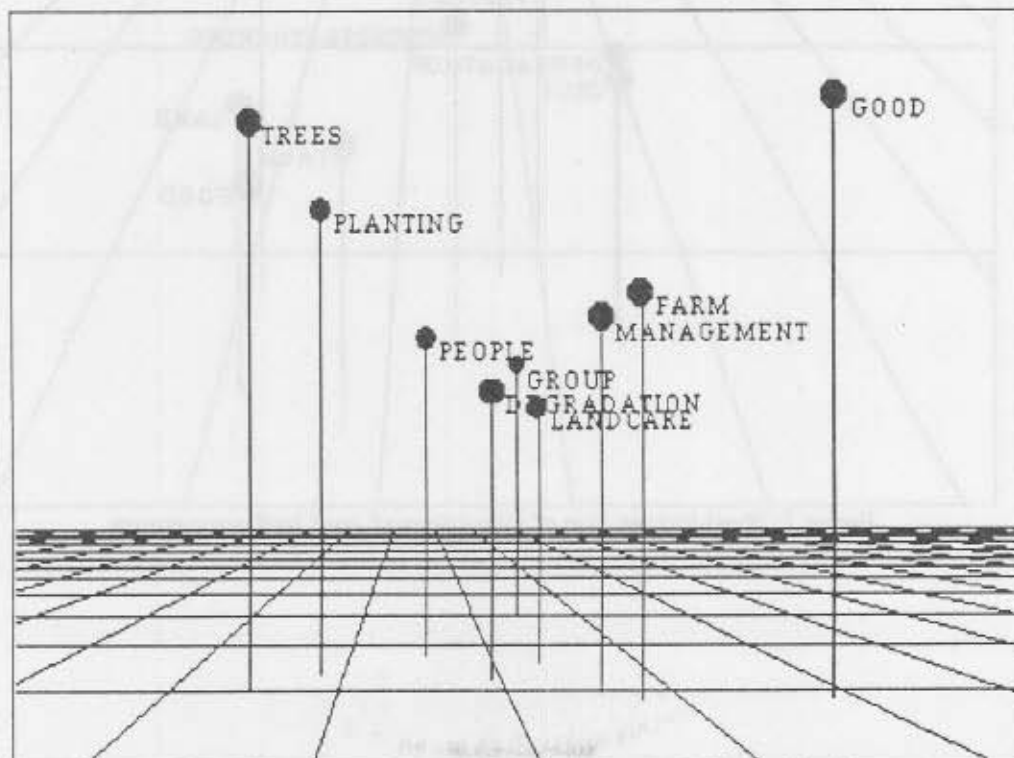 GOOD
TREES
PLANTING
FARM
MANAGEMENT
PEOPLE
GROUP
DEGRADATION
LANDCARE